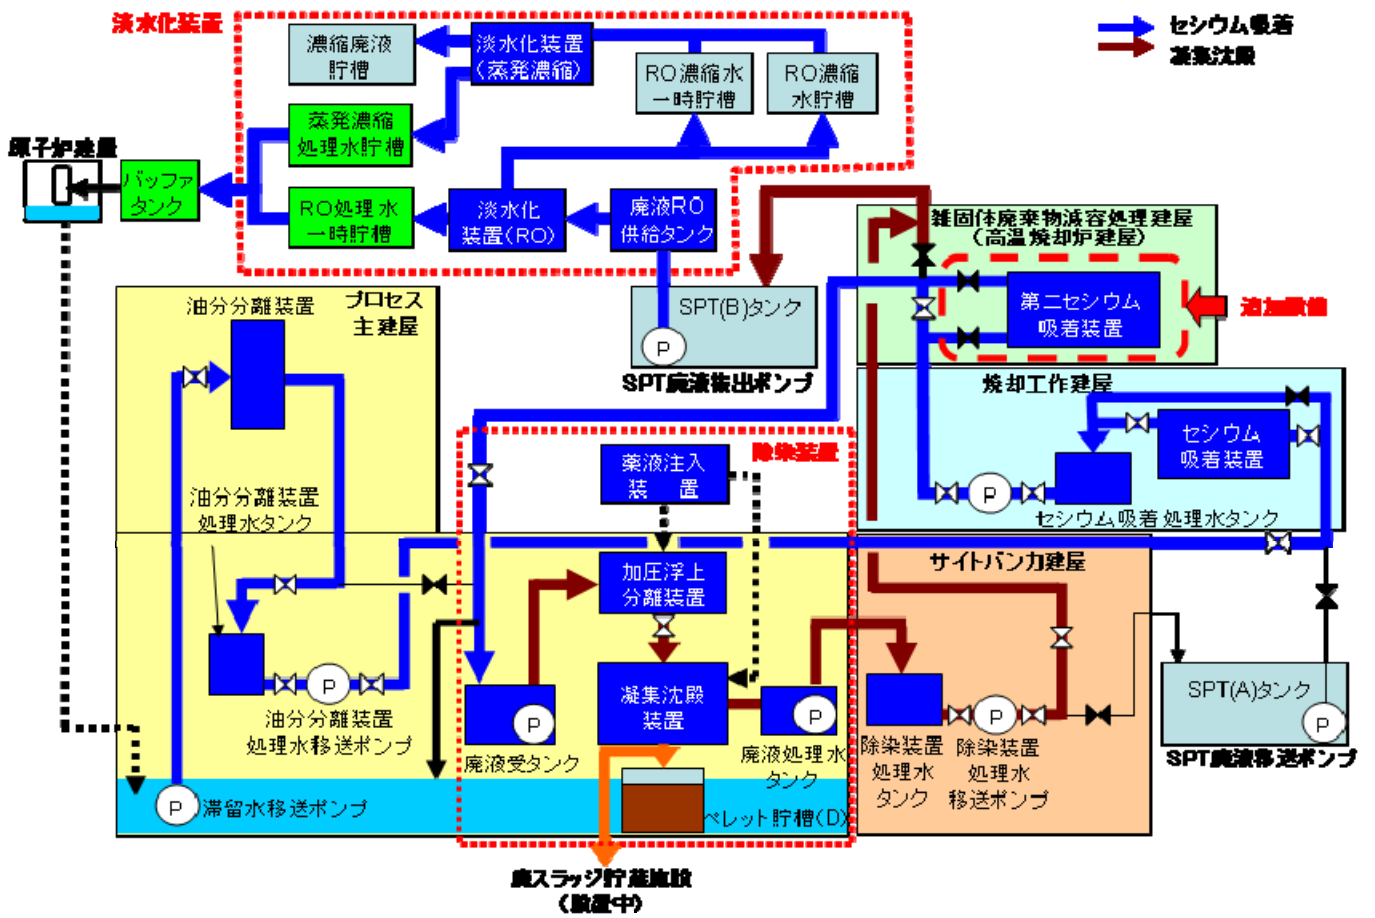 淡水化装置
セシウム吸着
凝集沈殿
濃縮廃液
貯槽
淡水化装置
(蒸発濃縮)
RO濃縮水
一時貯槽
RO濃縮
水貯槽
蒸発濃縮
処理水貯槽
原子炉建屋
バッファ
タンク
RO処理水
一時貯槽
淡水化
装置(RO)
廃液RO
供給タンク
雑固体廃棄物減容処理建屋
(高温焼却炉建屋)
第二セシウム
吸着装置
追加設備
SPT(B)タンク
P
SPT廃液抜出ポンプ
油分分離装置
プロセス
主建屋
焼却工作建屋
セシウム
吸着装置
P
セシウム吸着処理水タンク
除染装置
薬液注入
装 置
油分分離装置
処理水タンク
加圧浮上
分離装置
サイトバンカ建屋
P
油分分離装置
処理水移送ポンプ
P
廃液受タンク
凝集沈殿
装置
P
廃液処理水
タンク
P
除染装置
処理水
タンク
除染装置
処理水
移送ポンプ
SPT(A)タンク
P
SPT廃液移送ポンプ
P
滞留水移送ポンプ
ペレット貯槽(D)
廃スラッジ貯蔵施設
(設置中)